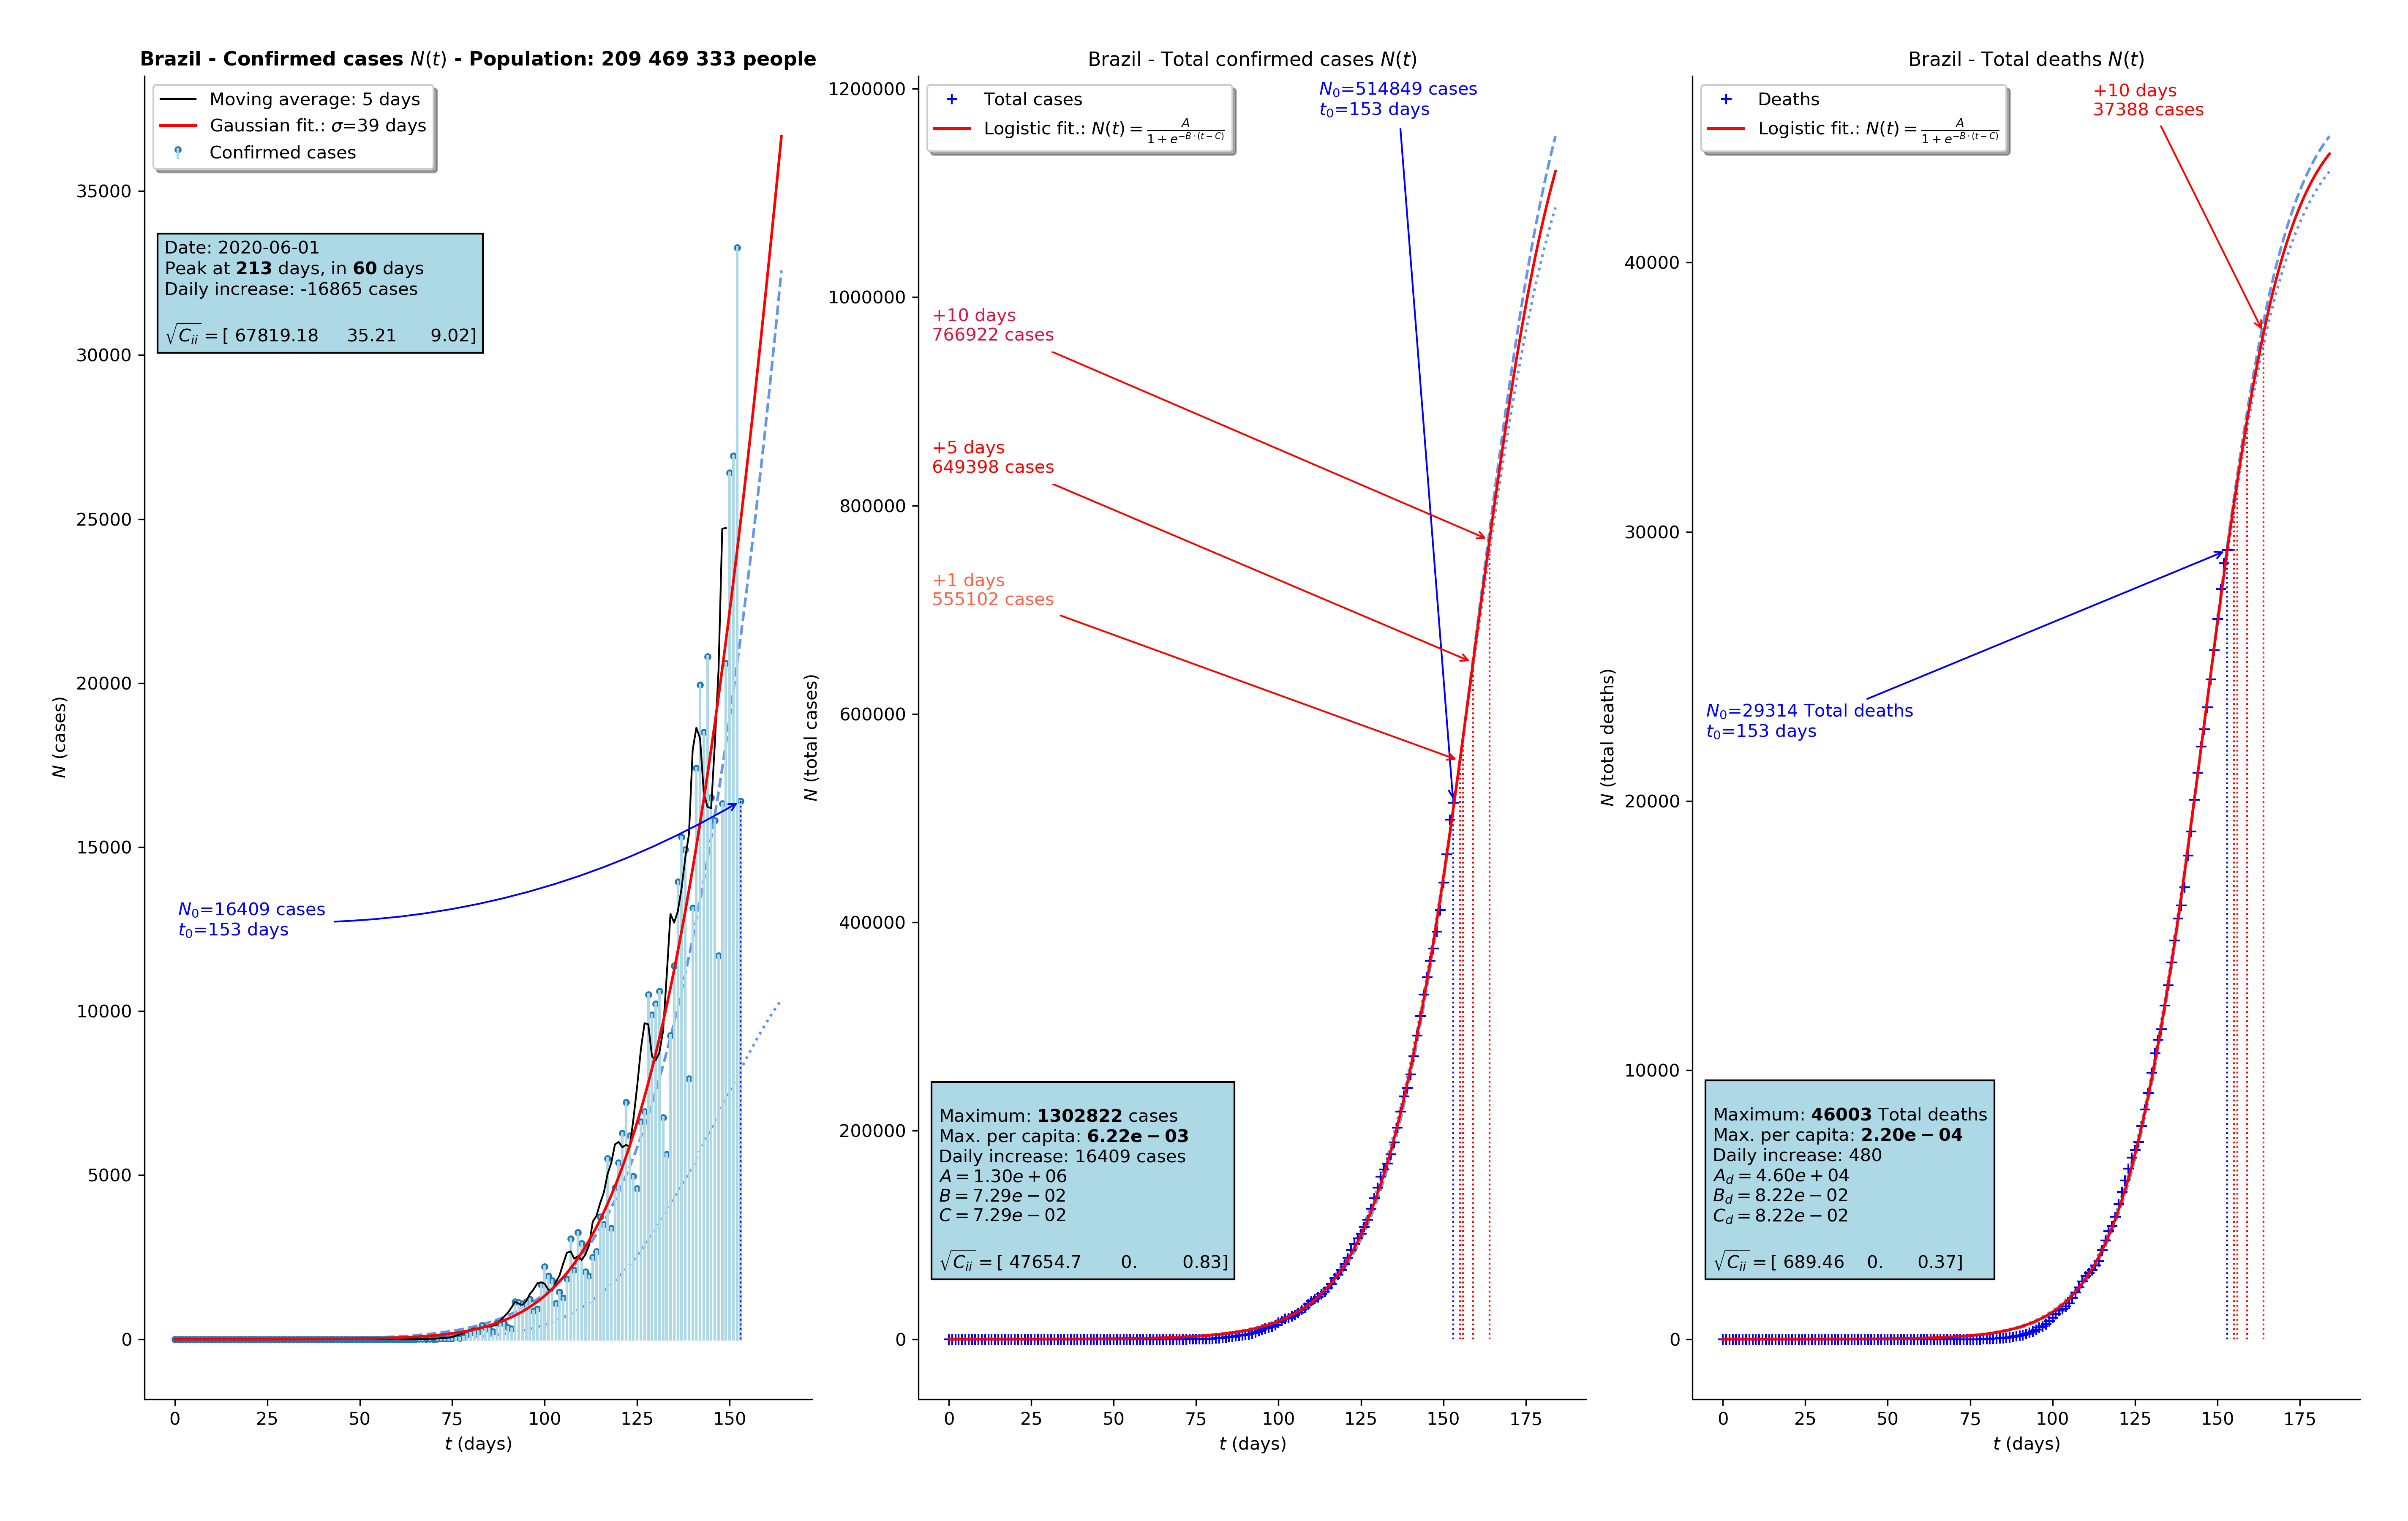 Brazil - Confirmed cases N(t) - Population: 209 469 333 people
Moving average: 5 days
Gaussian fit.: σ=39 days
Confirmed cases
Date: 2020-06-01
Peak at 213 days, in 60 days
Daily increase: -16865 cases
√Cᵢᵢ = [ 67819.18 35.21 9.02]
N₀=16409 cases
t₀=153 days
N (cases)
35000
30000
25000
20000
15000
10000
5000
0
0 25 50 75 100 125 150
t (days)
Brazil - Total confirmed cases N(t)
Total cases
Logistic fit.: N(t) = A / (1 + e^(−B·(t−C)))
N₀=514849 cases
t₀=153 days
+10 days
766922 cases
+5 days
649398 cases
+1 days
555102 cases
Maximum: 1302822 cases
Max. per capita: 6.22e − 03
Daily increase: 16409 cases
A = 1.30e + 06
B = 7.29e − 02
C = 7.29e − 02
√Cᵢᵢ = [ 47654.7 0. 0.83]
N (total cases)
1200000
1000000
800000
600000
400000
200000
0
0 25 50 75 100 125 150 175
t (days)
Brazil - Total deaths N(t)
Deaths
Logistic fit.: N(t) = A / (1 + e^(−B·(t−C)))
+10 days
37388 cases
N₀=29314 Total deaths
t₀=153 days
Maximum: 46003 Total deaths
Max. per capita: 2.20e − 04
Daily increase: 480
A_d = 4.60e + 04
B_d = 8.22e − 02
C_d = 8.22e − 02
√Cᵢᵢ = [ 689.46 0. 0.37]
N (total deaths)
40000
30000
20000
10000
0
0 25 50 75 100 125 150 175
t (days)